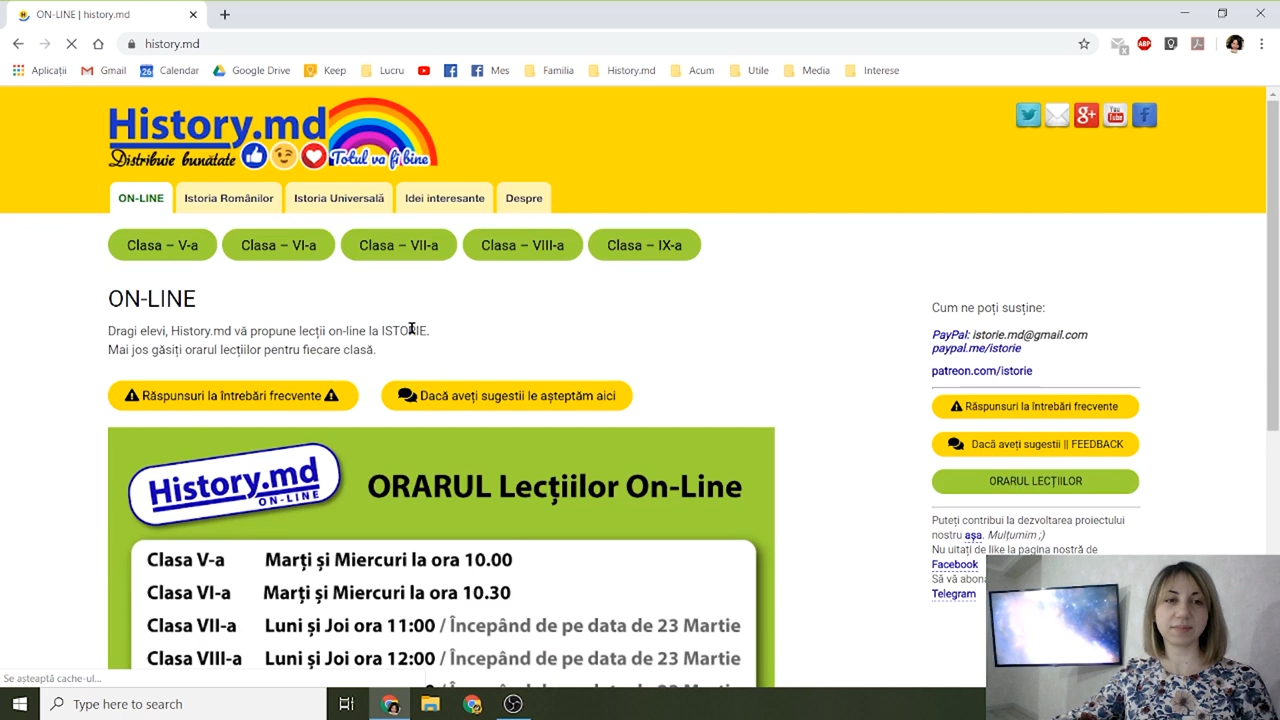 ON-LINE | history.md
history.md
Aplicații
Gmail
Calendar
Google Drive
Keep
Lucru
Mes
Familia
History.md
Acum
Utile
Media
Interese
History.md
Distribuie bunătate
Totul va fi bine
ON-LINE
Istoria Românilor
Istoria Universală
Idei interesante
Despre
Clasa – V-a
Clasa – VI-a
Clasa – VII-a
Clasa – VIII-a
Clasa – IX-a
ON-LINE
Dragi elevi, History.md vă propune lecții on-line la ISTORIE.
Mai jos găsiți orarul lecțiilor pentru fiecare clasă.
Răspunsuri la întrebări frecvente
Dacă aveți sugestii le așteptăm aici
History.md
ON-LINE
ORARUL Lecțiilor On-Line
Clasa V-a Marți și Miercuri la ora 10.00
Clasa VI-a Marți și Miercuri la ora 10.30
Clasa VII-a Luni și Joi ora 11:00 / Începând de pe data de 23 Martie
Clasa VIII-a Luni și Joi ora 12:00 / Începând de pe data de 23 Martie
Cum ne poți susține:
PayPal: istorie.md@gmail.com
paypal.me/istorie
patreon.com/istorie
Răspunsuri la întrebări frecvente
Dacă aveți sugestii || FEEDBACK
ORARUL LECȚIILOR
Puteți contribui la dezvoltarea proiectului
nostru așa. Mulțumim ;)
Nu uitați de like la pagina nostră de
Facebook
Să vă abona
Telegram
Se așteaptă cache-ul...
Type here to search